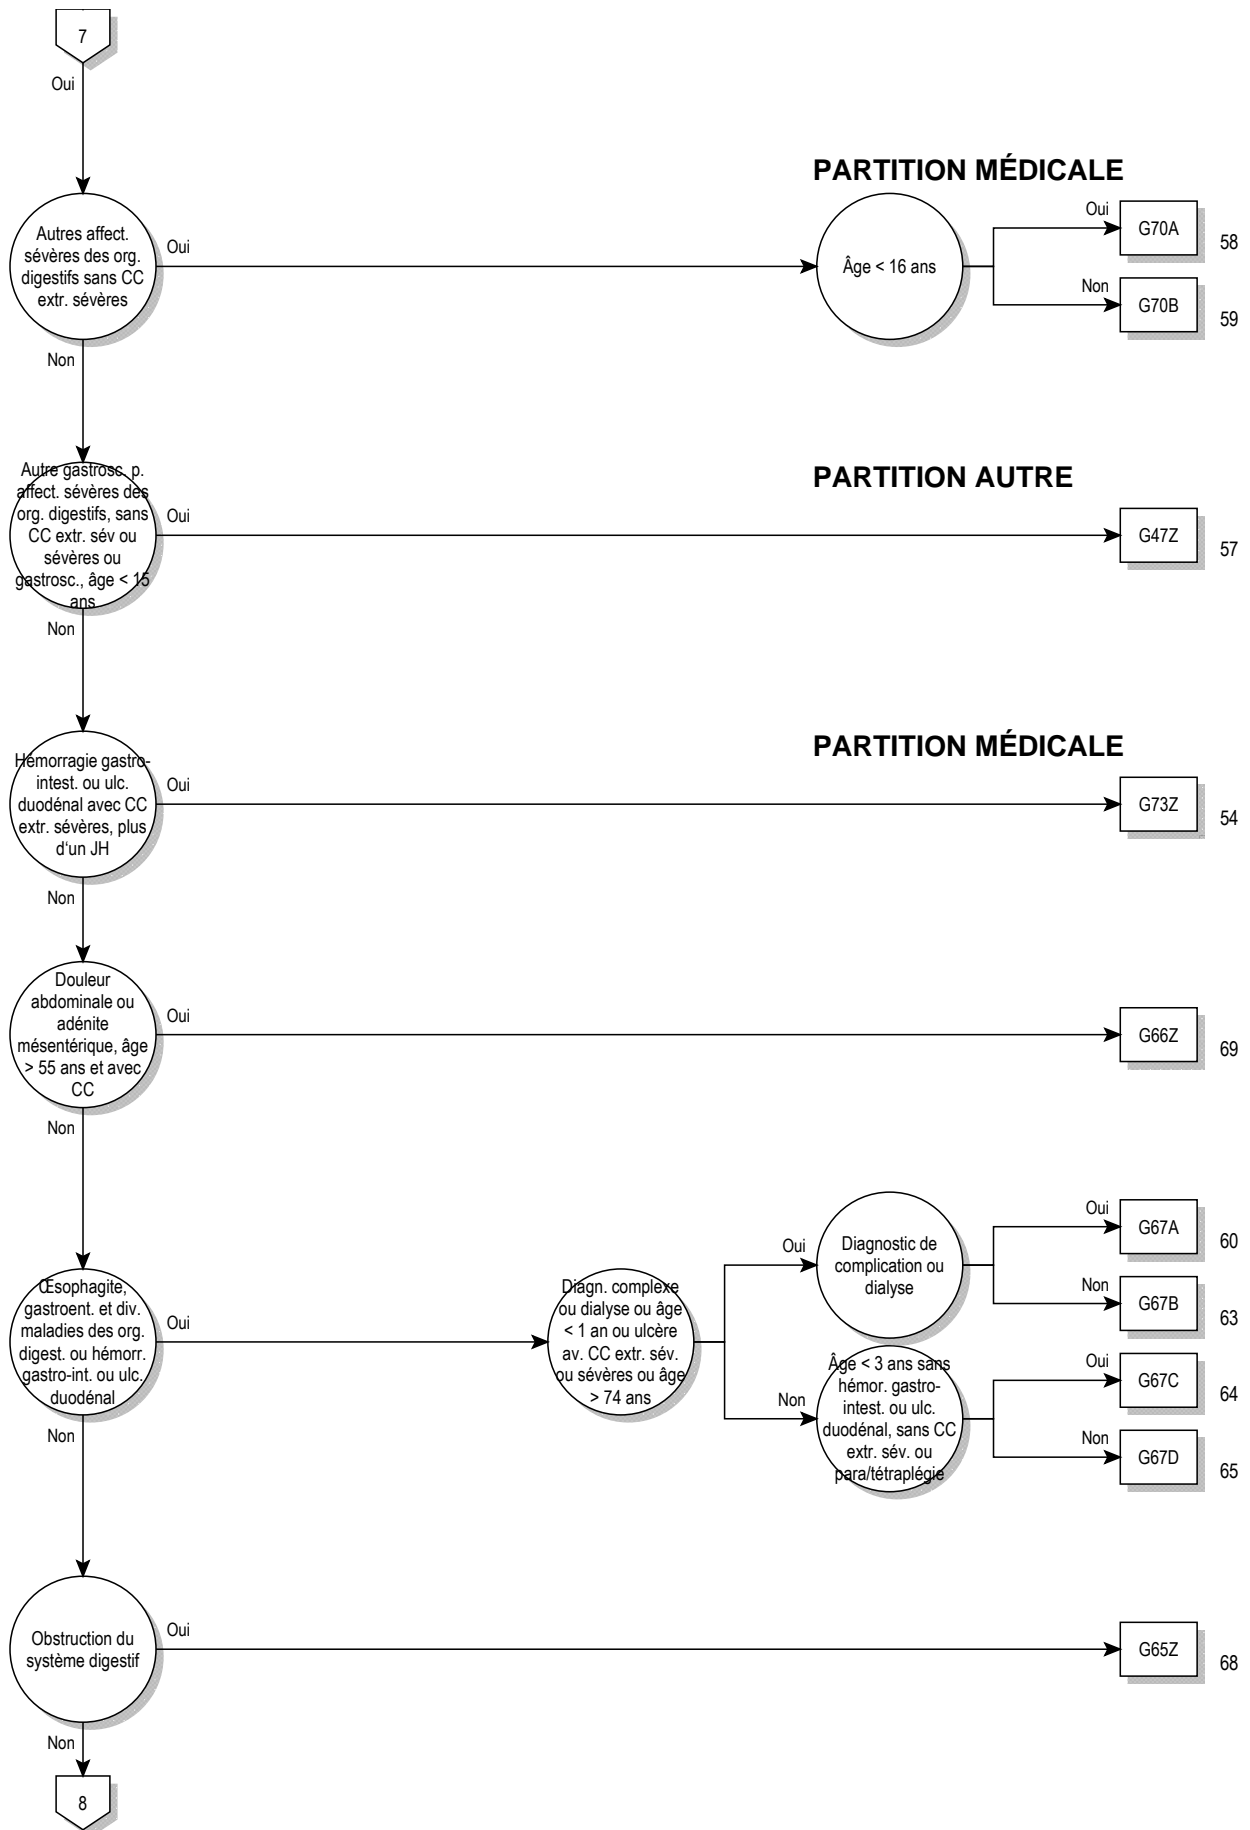 7
Oui
PARTITION MÉDICALE
Autres affect.
sévères des org.
digestifs sans CC
extr. sévères
Oui
Âge < 16 ans
Oui
G70A
58
Non
G70B
59
Non
PARTITION AUTRE
Autre gastrosc. p.
affect. sévères des
org. digestifs, sans
CC extr. sév ou
sévères ou
gastrosc., âge < 15
ans
Oui
G47Z
57
Non
PARTITION MÉDICALE
Hémorragie gastro-
intest. ou ulc.
duodénal avec CC
extr. sévères, plus
d‘un JH
Oui
G73Z
54
Non
Douleur
abdominale ou
adénite
mésentérique, âge
> 55 ans et avec
CC
Oui
G66Z
69
Non
Œsophagite,
gastroent. et div.
maladies des org.
digest. ou hémorr.
gastro-int. ou ulc.
duodénal
Oui
Diagn. complexe
ou dialyse ou âge
< 1 an ou ulcère
av. CC extr. sév.
ou sévères ou âge
> 74 ans
Oui
Diagnostic de
complication ou
dialyse
Oui
G67A
60
Non
G67B
63
Non
Âge < 3 ans sans
hémor. gastro-
intest. ou ulc.
duodénal, sans CC
extr. sév. ou
para/tétraplégie
Oui
G67C
64
Non
G67D
65
Non
Obstruction du
système digestif
Oui
G65Z
68
Non
8